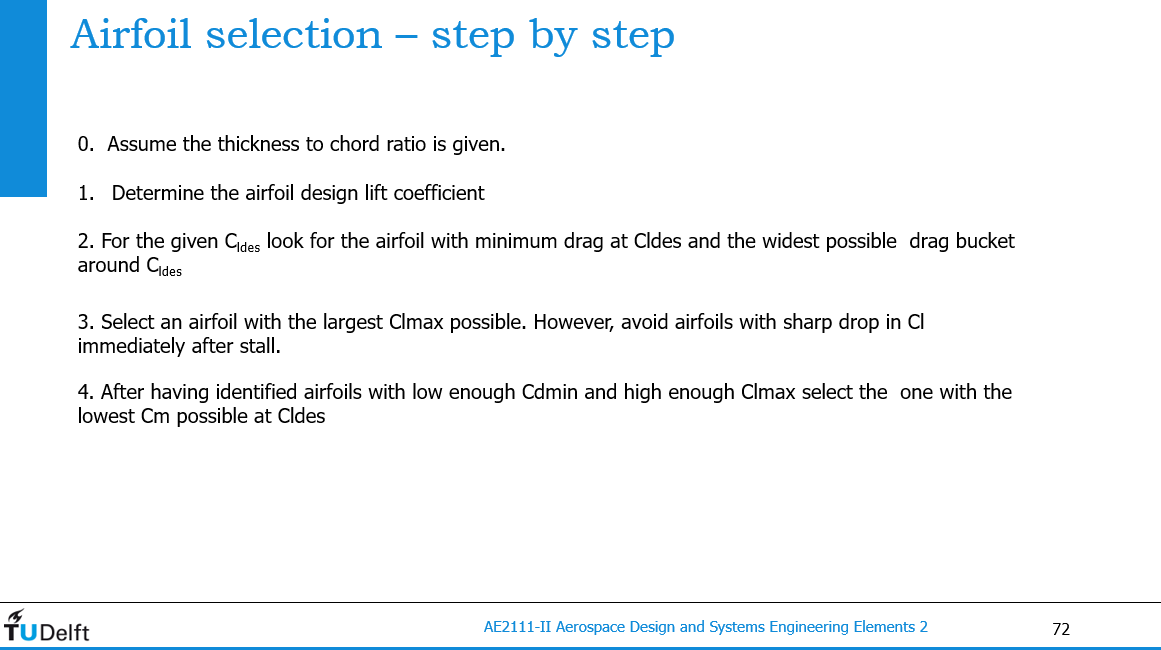 Airfoil selection – step by step
0. Assume the thickness to chord ratio is given.
1. Determine the airfoil design lift coefficient
2. For the given Cldes look for the airfoil with minimum drag at Cldes and the widest possible drag bucket
around Cldes
3. Select an airfoil with the largest Clmax possible. However, avoid airfoils with sharp drop in Cl
immediately after stall.
4. After having identified airfoils with low enough Cdmin and high enough Clmax select the one with the
lowest Cm possible at Cldes
TUDelft
AE2111-II Aerospace Design and Systems Engineering Elements 2
72